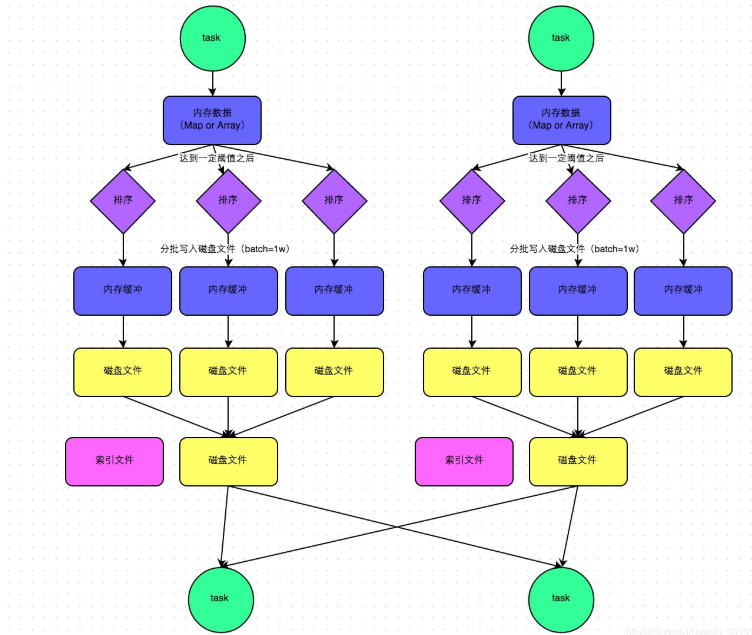 task
task
内存数据
（Map or Array）
内存数据
（Map or Array）
达到一定阈值之后
达到一定阈值之后
排序
排序
排序
排序
排序
排序
分批写入磁盘文件（batch=1w）
分批写入磁盘文件（batch=1w）
内存缓冲
内存缓冲
内存缓冲
内存缓冲
内存缓冲
内存缓冲
磁盘文件
磁盘文件
磁盘文件
磁盘文件
磁盘文件
磁盘文件
索引文件
磁盘文件
索引文件
磁盘文件
task
task